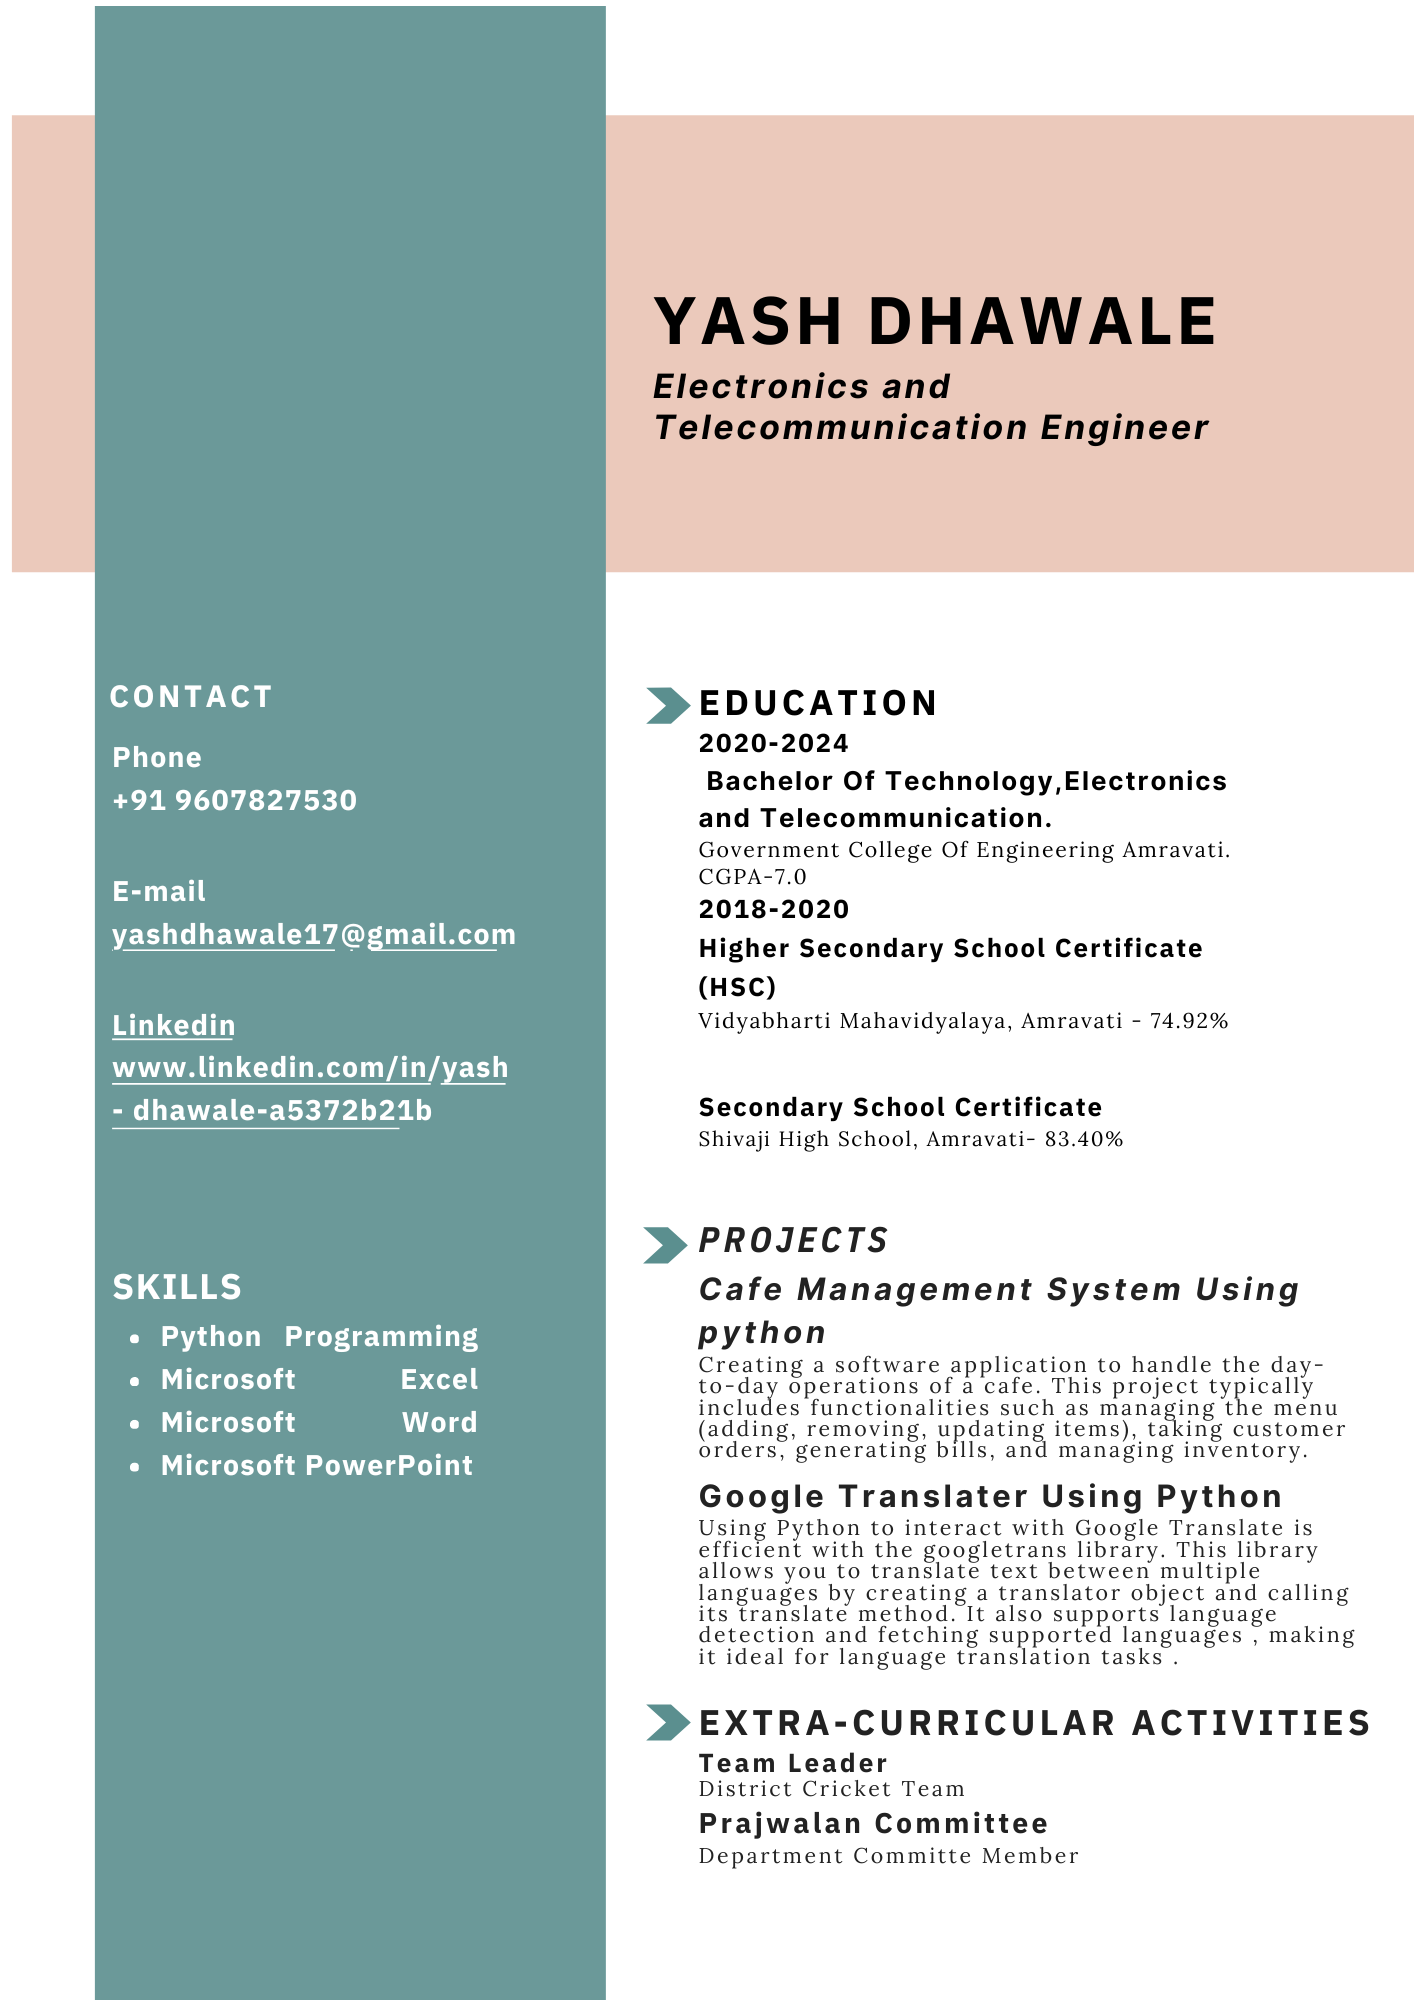 YASH DHAWALE
Electronics and
Telecommunication Engineer
CONTACT
Phone
+91 9607827530
E-mail
yashdhawale17@gmail.com
Linkedin
www.linkedin.com/in/yash
- dhawale-a5372b21b
SKILLS
• Python Programming
• Microsoft Excel
• Microsoft Word
• Microsoft PowerPoint
EDUCATION
2020-2024
Bachelor Of Technology,Electronics
and Telecommunication.
Government College Of Engineering Amravati.
CGPA-7.0
2018-2020
Higher Secondary School Certificate
(HSC)
Vidyabharti Mahavidyalaya, Amravati - 74.92%
Secondary School Certificate
Shivaji High School, Amravati- 83.40%
PROJECTS
Cafe Management System Using
python
Creating a software application to handle the day-
to-day operations of a cafe. This project typically
includes functionalities such as managing the menu
(adding, removing, updating items), taking customer
orders, generating bills, and managing inventory.
Google Translater Using Python
Using Python to interact with Google Translate is
efficient with the googletrans library. This library
allows you to translate text between multiple
languages by creating a translator object and calling
its translate method. It also supports language
detection and fetching supported languages , making
it ideal for language translation tasks .
EXTRA-CURRICULAR ACTIVITIES
Team Leader
District Cricket Team
Prajwalan Committee
Department Committe Member